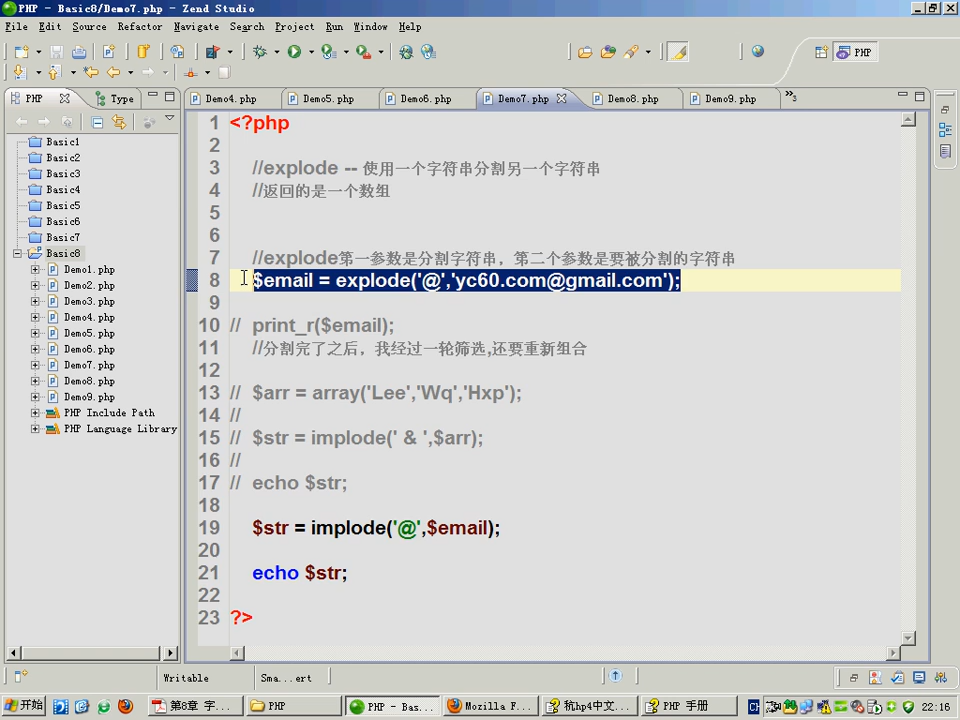 PHP - Basic8/Demo7.php - Zend Studio
File Edit Source Refactor Navigate Search Project Run Window Help
PHP
PHP Type
Demo4.php Demo5.php Demo6.php Demo7.php Demo8.php Demo9.php »3
Basic1
Basic2
Basic3
Basic4
Basic5
Basic6
Basic7
Basic8
Demo1.php
Demo2.php
Demo3.php
Demo4.php
Demo5.php
Demo6.php
Demo7.php
Demo8.php
Demo9.php
PHP Include Path
PHP Language Library
1 <?php
2
3 //explode -- 使用一个字符串分割另一个字符串
4 //返回的是一个数组
5
6
7 //explode第一参数是分割字符串，第二个参数是要被分割的字符串
8 $email = explode('@','yc60.com@gmail.com');
9
10 // print_r($email);
11 //分割完了之后，我经过一轮筛选,还要重新组合
12
13 // $arr = array('Lee','Wq','Hxp');
14 //
15 // $str = implode(' & ',$arr);
16 //
17 // echo $str;
18
19 $str = implode('@',$email);
20
21 echo $str;
22
23 ?>
Writable Sma...ert
开始 第8章 字... PHP PHP - Bas... Mozilla F... 杭hp4中文... PHP 手册 CH 22:16